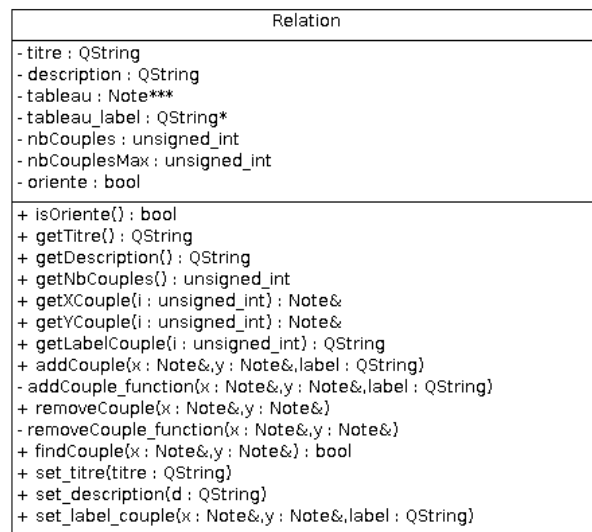 Relation
- titre : QString
- description : QString
- tableau : Note***
- tableau_label : QString*
- nbCouples : unsigned_int
- nbCouplesMax : unsigned_int
- oriente : bool
+ isOriente() : bool
+ getTitre() : QString
+ getDescription() : QString
+ getNbCouples() : unsigned_int
+ getXCouple(i : unsigned_int) : Note&
+ getYCouple(i : unsigned_int) : Note&
+ getLabelCouple(i : unsigned_int) : QString
+ addCouple(x : Note&,y : Note&,label : QString)
- addCouple_function(x : Note&,y : Note&,label : QString)
+ removeCouple(x : Note&,y : Note&)
- removeCouple_function(x : Note&,y : Note&)
+ findCouple(x : Note&,y : Note&) : bool
+ set_titre(titre : QString)
+ set_description(d : QString)
+ set_label_couple(x : Note&,y : Note&,label : QString)